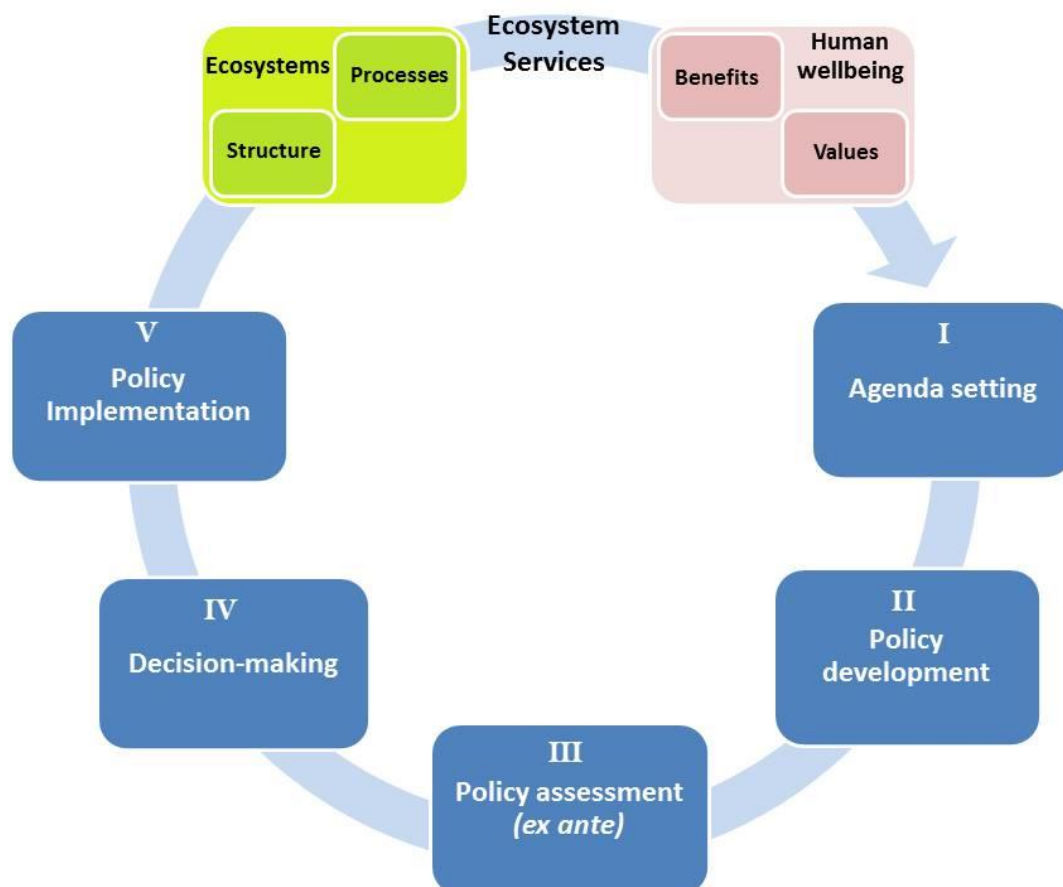 Ecosystem
Services
Ecosystems
Processes
Structure
Human
wellbeing
Benefits
Values
I
Agenda setting
II
Policy
development
III
Policy assessment
(ex ante)
IV
Decision-making
V
Policy
Implementation